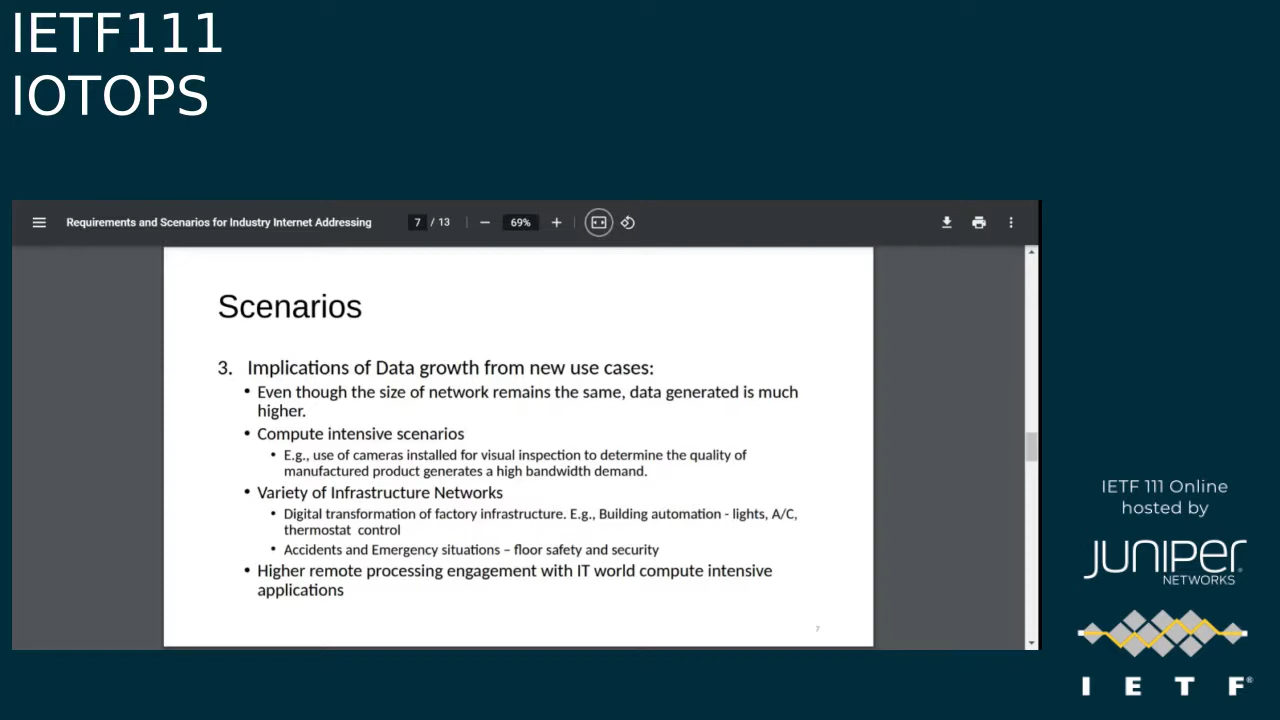 IETF111
IOTOPS
Requirements and Scenarios for Industry Internet Addressing
7 / 13
69%
Scenarios
3. Implications of Data growth from new use cases:
• Even though the size of network remains the same, data generated is much
higher.
• Compute intensive scenarios
• E.g., use of cameras installed for visual inspection to determine the quality of
manufactured product generates a high bandwidth demand.
• Variety of Infrastructure Networks
• Digital transformation of factory infrastructure. E.g., Building automation - lights, A/C,
thermostat control
• Accidents and Emergency situations – floor safety and security
• Higher remote processing engagement with IT world compute intensive
applications
7
IETF 111 Online
hosted by
JUNIPER
NETWORKS
I E T F®